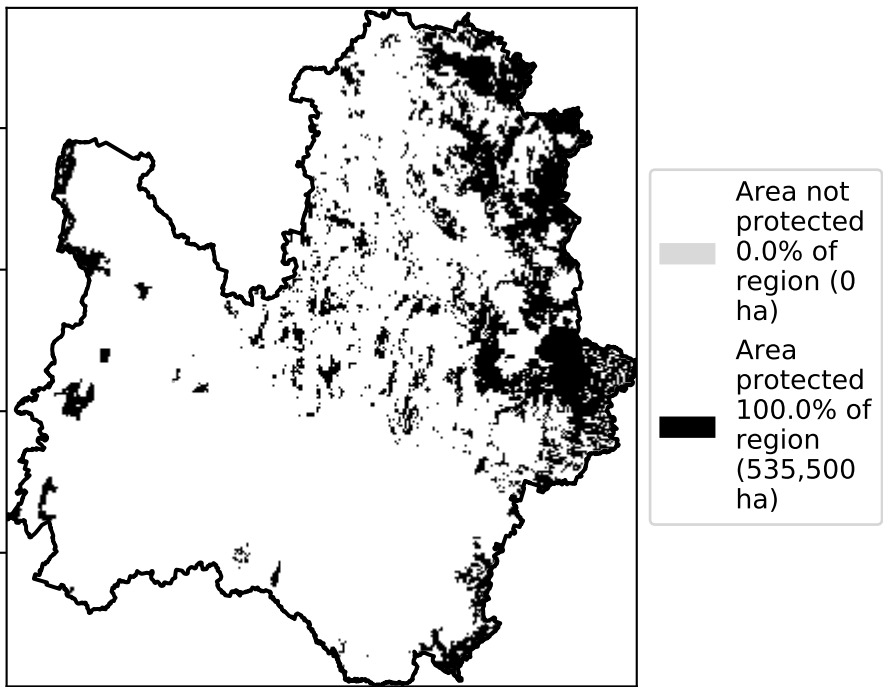 Area not
protected
0.0% of
region (0
ha)
Area
protected
100.0% of
region
(535,500
ha)